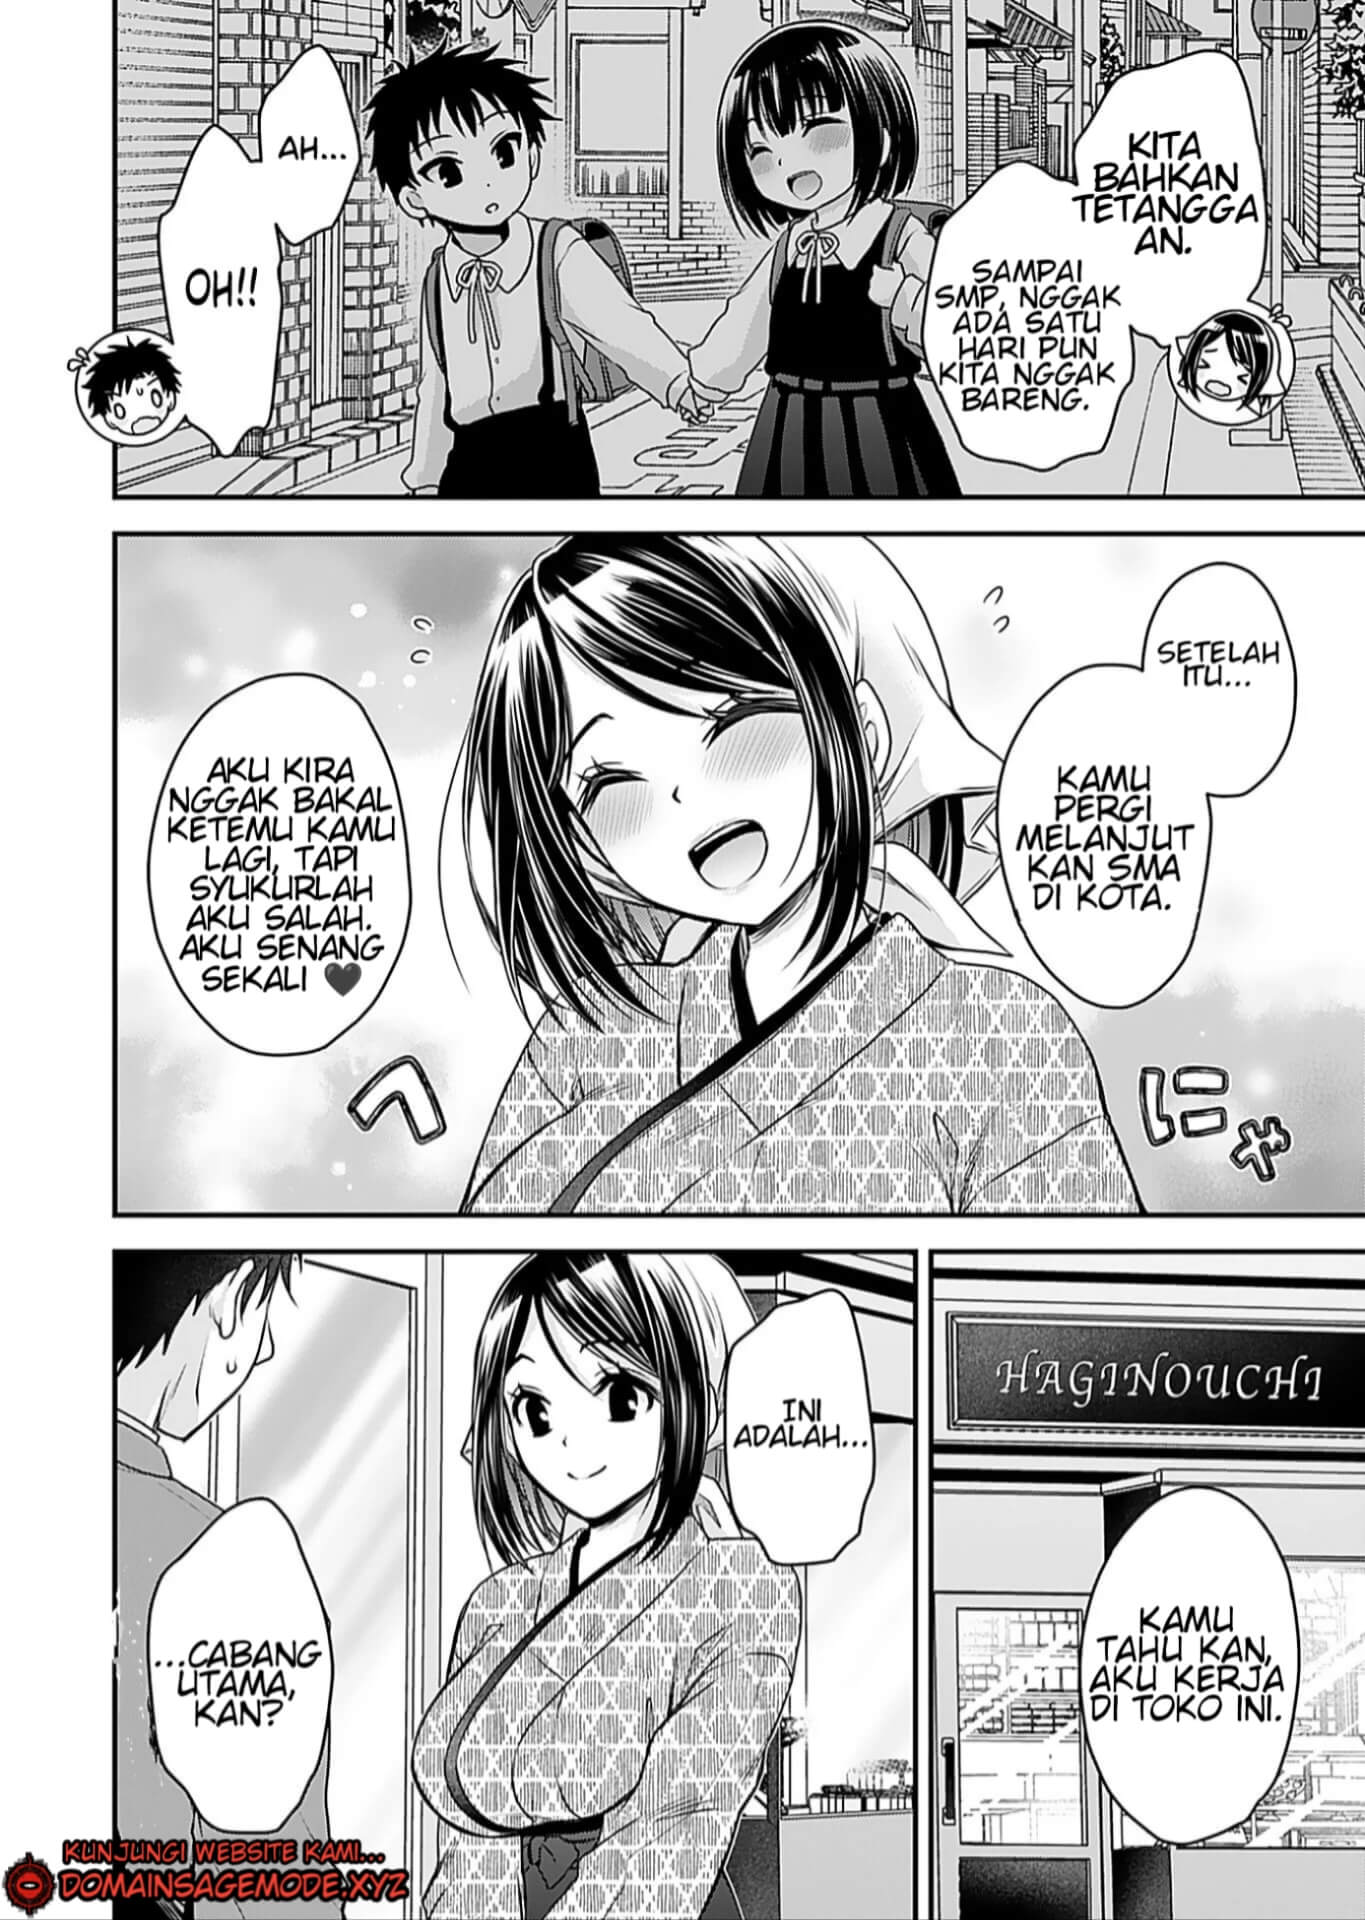 KITA
BAHKAN
TETANGGA
AN.
SAMPAI
SMP, NGGAK
ADA SATU
HARI PUN
KITA NGGAK
BARENG.
AH...
OH!!
SETELAH
ITU...
KAMU
PERGI
MELANJUT
KAN SMA
DI KOTA.
AKU KIRA
NGGAK BAKAL
KETEMU KAMU
LAGI, TAPI
SYUKURLAH
AKU SALAH.
AKU SENANG
SEKALI 🖤
にや
っ
HAGINOUCHI
KAMU
TAHU KAN,
AKU KERJA
DI TOKO INI.
INI
ADALAH...
...CABANG
UTAMA,
KAN?
KUNJUNGI WEBSITE KAMI...
DOMAINSAGEMODE.XYZ